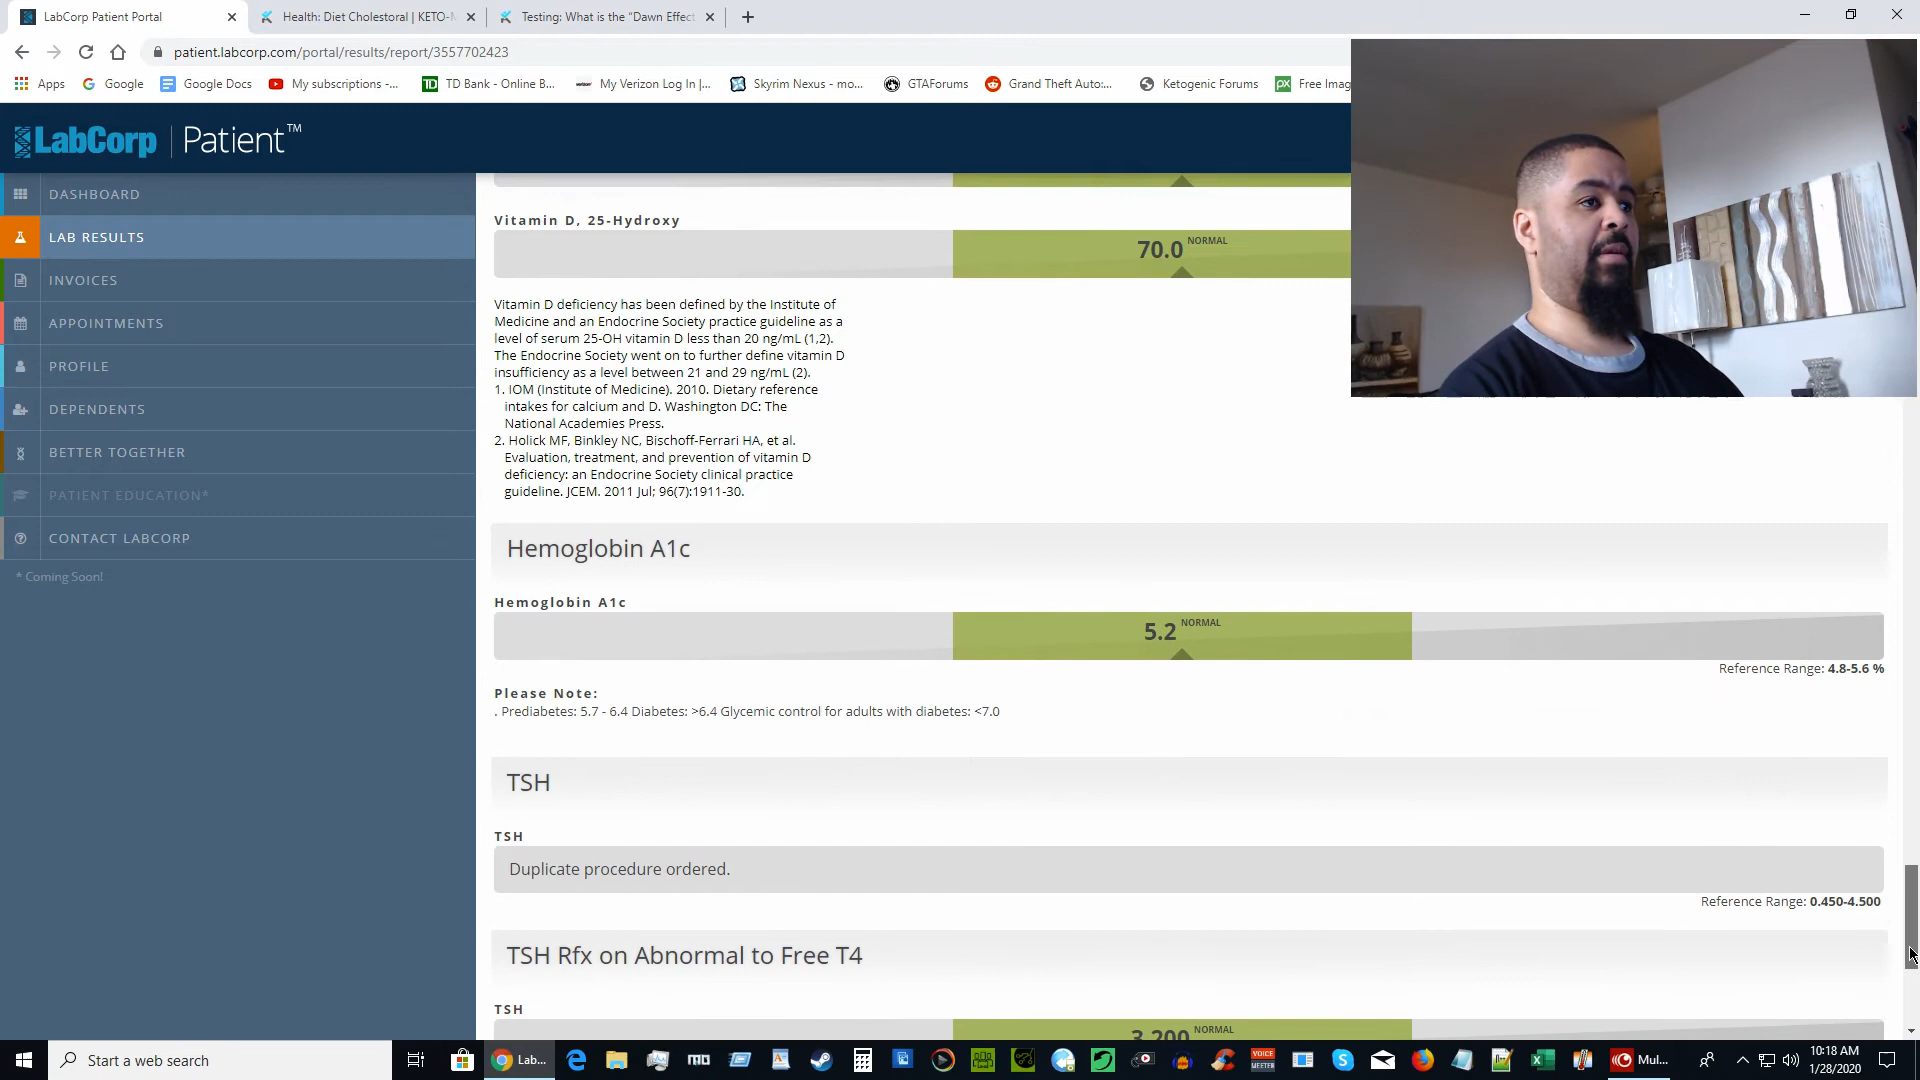 LabCorp Patient Portal
Health: Diet Cholestoral | KETO-M
Testing: What is the "Dawn Effect
patient.labcorp.com/portal/results/report/3557702423
Apps
Google
Google Docs
My subscriptions -...
TD Bank - Online B...
My Verizon Log In |...
Skyrim Nexus - mo...
GTAForums
Grand Theft Auto:...
Ketogenic Forums
Free Imag
LabCorp | Patient™
DASHBOARD
LAB RESULTS
INVOICES
APPOINTMENTS
PROFILE
DEPENDENTS
BETTER TOGETHER
PATIENT EDUCATION*
CONTACT LABCORP
* Coming Soon!
Vitamin D, 25-Hydroxy
70.0 NORMAL
Vitamin D deficiency has been defined by the Institute of
Medicine and an Endocrine Society practice guideline as a
level of serum 25-OH vitamin D less than 20 ng/mL (1,2).
The Endocrine Society went on to further define vitamin D
insufficiency as a level between 21 and 29 ng/mL (2).
1. IOM (Institute of Medicine). 2010. Dietary reference
intakes for calcium and D. Washington DC: The
National Academies Press.
2. Holick MF, Binkley NC, Bischoff-Ferrari HA, et al.
Evaluation, treatment, and prevention of vitamin D
deficiency: an Endocrine Society clinical practice
guideline. JCEM. 2011 Jul; 96(7):1911-30.
Hemoglobin A1c
Hemoglobin A1c
5.2 NORMAL
Reference Range: 4.8-5.6 %
Please Note:
. Prediabetes: 5.7 - 6.4 Diabetes: >6.4 Glycemic control for adults with diabetes: <7.0
TSH
TSH
Duplicate procedure ordered.
Reference Range: 0.450-4.500
TSH Rfx on Abnormal to Free T4
TSH
3.200 NORMAL
Start a web search
Lab...
VOICE
MEETER
Mul...
10:18 AM
1/28/2020